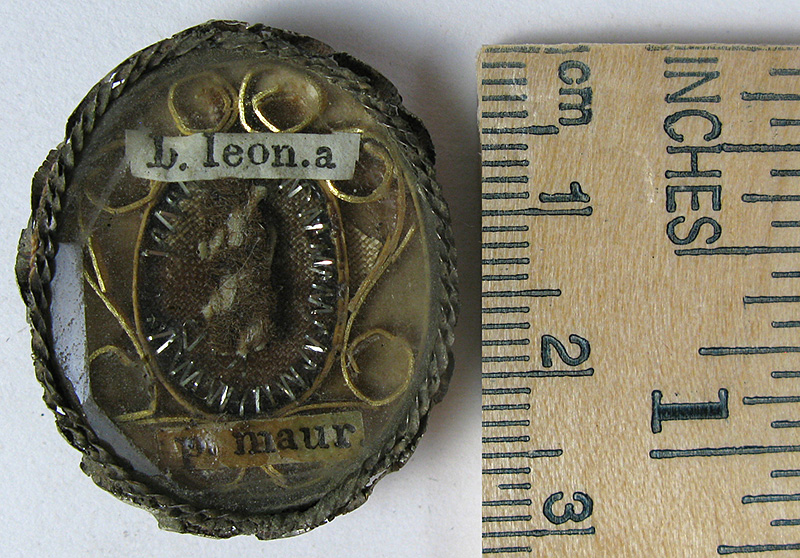 b. leon.a
p. maur
cm
1
2
3
INCHES
1